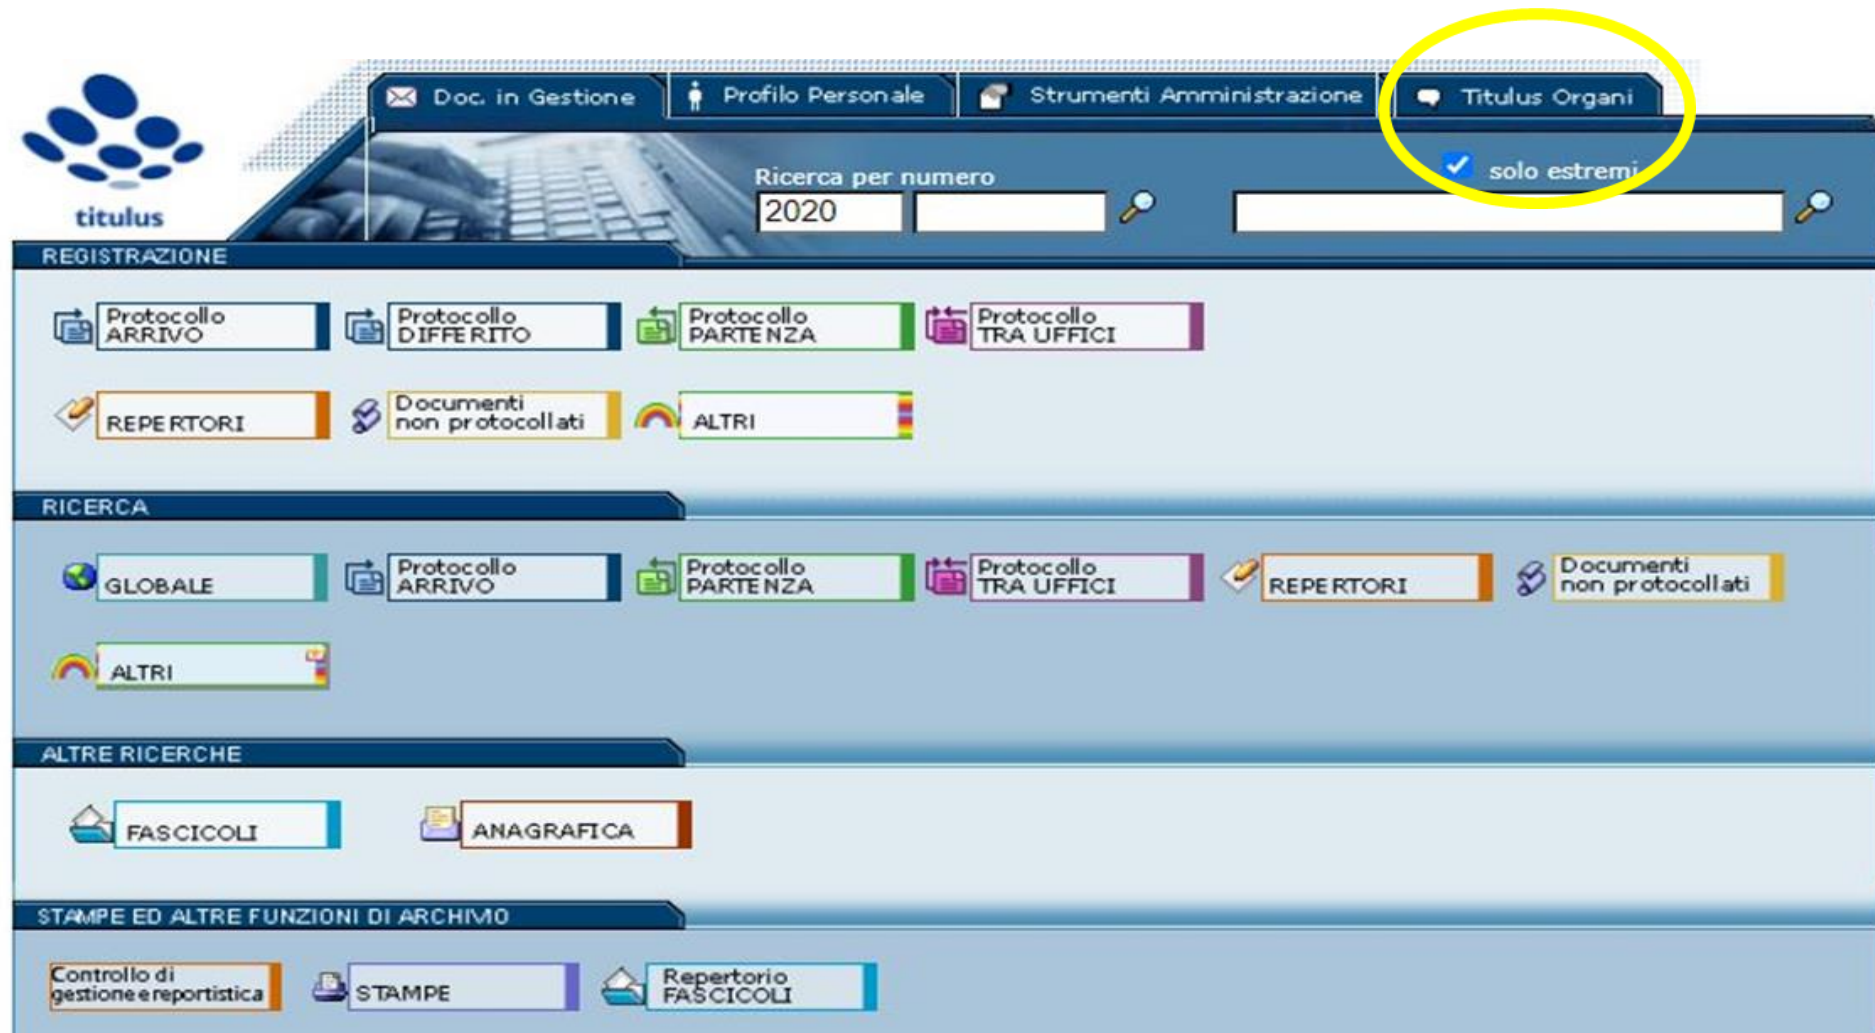 Doc. in Gestione
Profilo Personale
Strumenti Amministrazione
Titulus Organi
titulus
Ricerca per numero
solo estremi
2020
REGISTRAZIONE
Protocollo
ARRIVO
Protocollo
DIFFERITO
Protocollo
PARTENZA
Protocollo
TRA UFFICI
REPERTORI
Documenti
non protocollati
ALTRI
RICERCA
GLOBALE
Protocollo
ARRIVO
Protocollo
PARTENZA
Protocollo
TRA UFFICI
REPERTORI
Documenti
non protocollati
ALTRI
ALTRE RICERCHE
FASCICOLI
ANAGRAFICA
STAMPE ED ALTRE FUNZIONI DI ARCHIVIO
Controllo di
gestione e reportistica
STAMPE
Repertorio
FASCICOLI